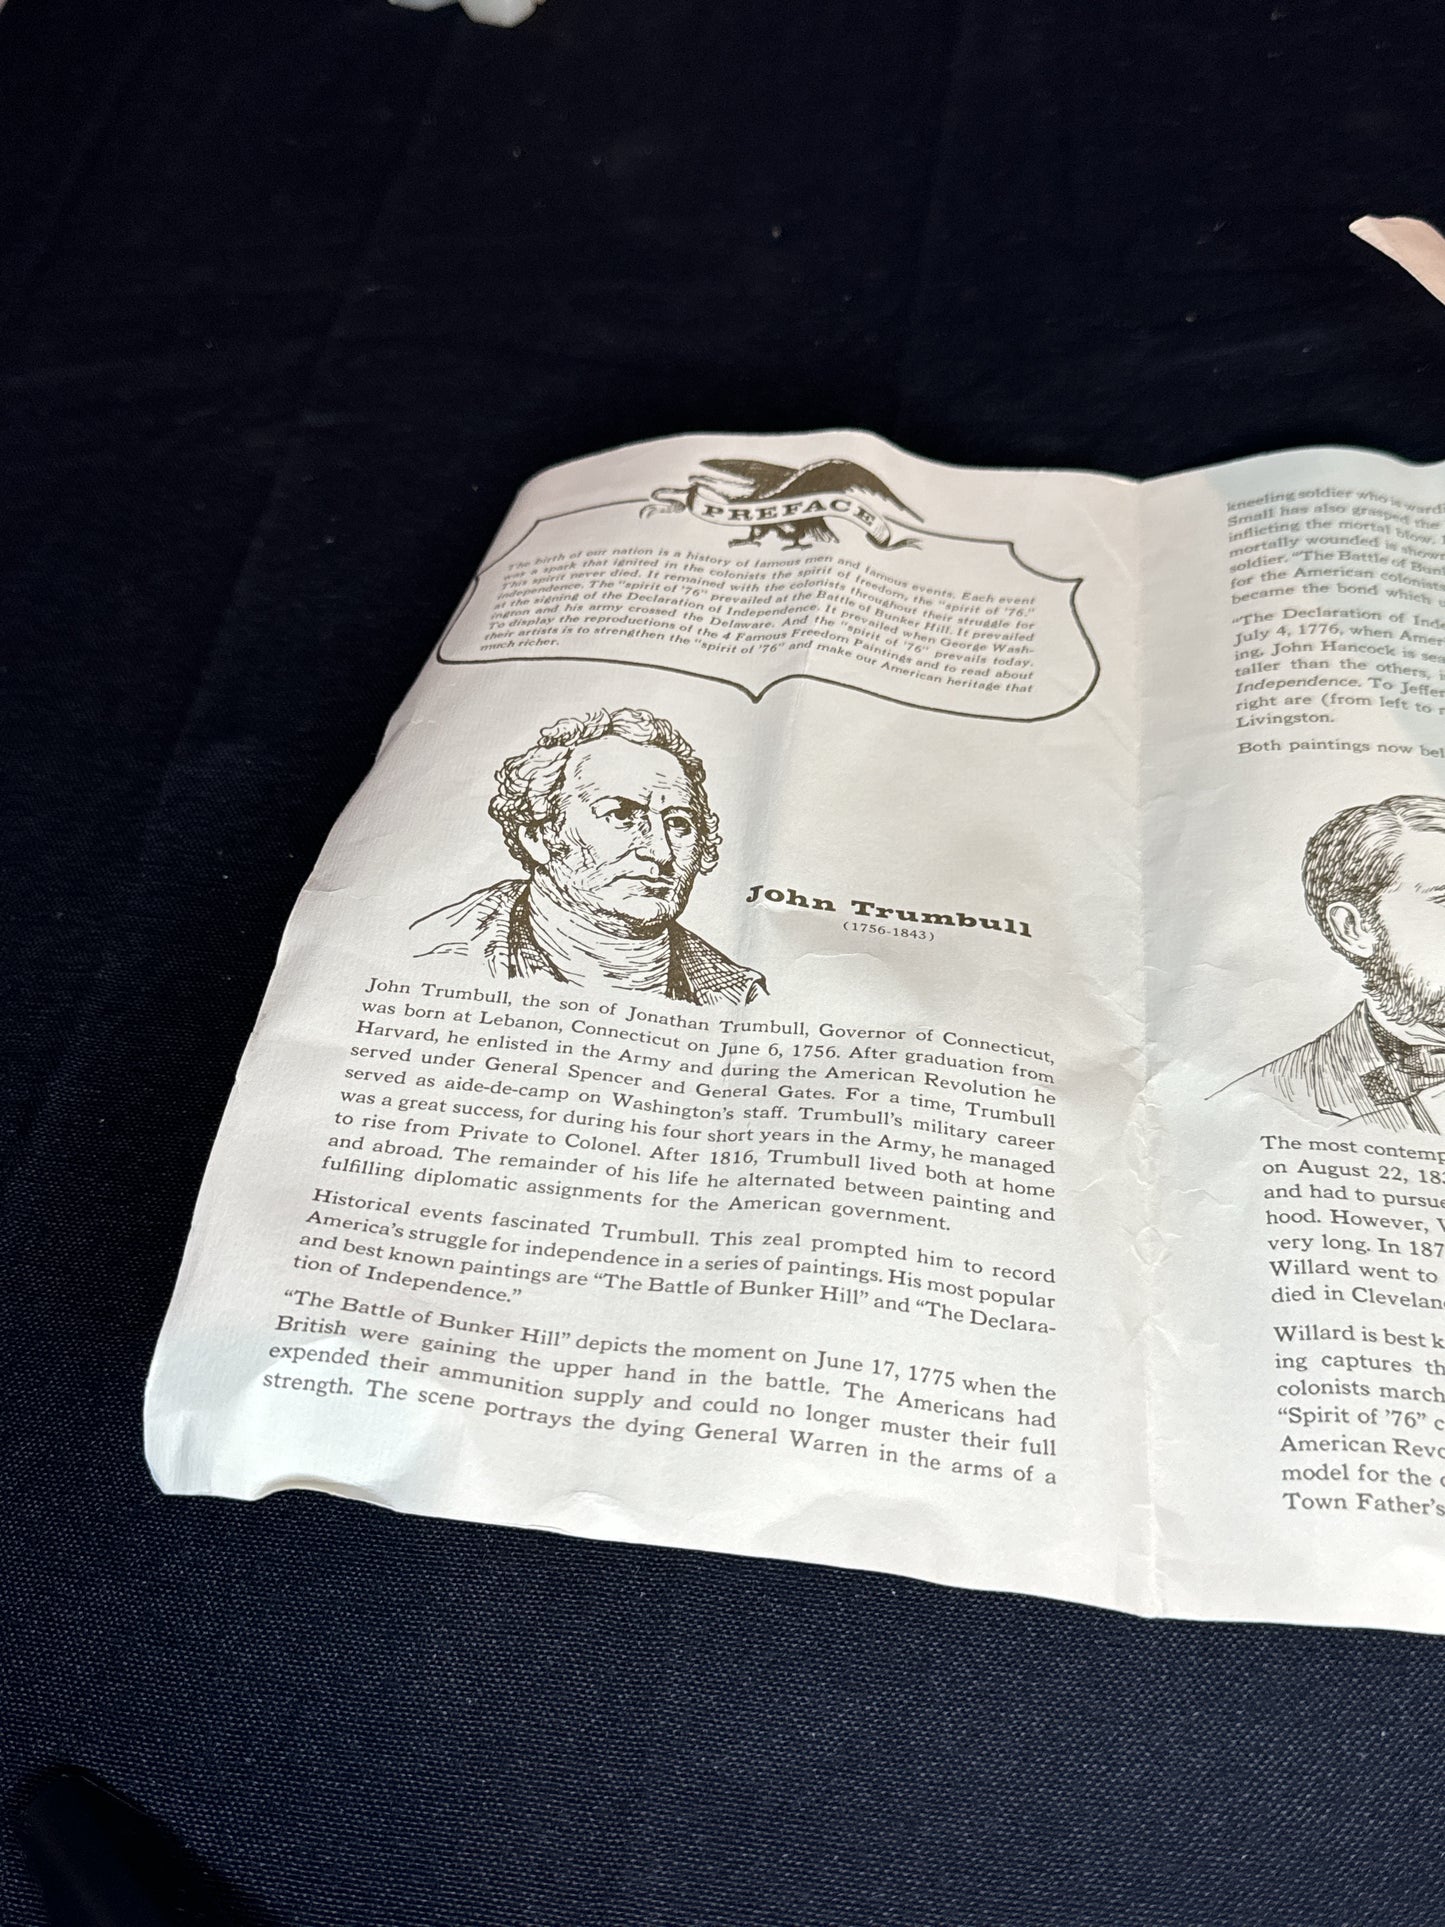 PREFACE
The birth of our nation is a history of famous men and famous events. Each event
was a spark that ignited in the colonists the spirit of freedom, the "spirit of '76."
This spirit never died. It remained with the colonists throughout their struggle for
independence. The "spirit of '76" prevailed at the Battle of Bunker Hill. It prevailed
at the signing of the Declaration of Independence. It prevailed when George Wash-
ington and his army crossed the Delaware. And the "spirit of '76" prevails today.
To display the reproductions of the 4 Famous Freedom Paintings and to read about
their artists is to strengthen the "spirit of '76" and make our American heritage that
much richer.
John Trumbull
(1756-1843)
John Trumbull, the son of Jonathan Trumbull, Governor of Connecticut,
was born at Lebanon, Connecticut on June 6, 1756. After graduation from
Harvard, he enlisted in the Army and during the American Revolution he
served under General Spencer and General Gates. For a time, Trumbull
served as aide-de-camp on Washington's staff. Trumbull's military career
was a great success, for during his four short years in the Army, he managed
to rise from Private to Colonel. After 1816, Trumbull lived both at home
and abroad. The remainder of his life he alternated between painting and
fulfilling diplomatic assignments for the American government.
Historical events fascinated Trumbull. This zeal prompted him to record
America's struggle for independence in a series of paintings. His most popular
and best known paintings are "The Battle of Bunker Hill" and "The Declara-
tion of Independence."
"The Battle of Bunker Hill" depicts the moment on June 17, 1775 when the
British were gaining the upper hand in the battle. The Americans had
expended their ammunition supply and could no longer muster their full
strength. The scene portrays the dying General Warren in the arms of a
kneeling soldier who is
Small has also grasped the
inflicting the mortal blow.
mortally wounded is
soldier. "The Battle of
for the American
became the bond which
"The Declaration of
July 4, 1776, when
ing, John Hancock is
taller than the others,
Independence. To
right are (from left to
Livingston.
Both paintings now
The most
on August 22,
and had to
hood. However,
very long. In
Willard went to
died in
Willard is best
ing captures
colonists
"Spirit of '76"
American
model for the
Town Father's